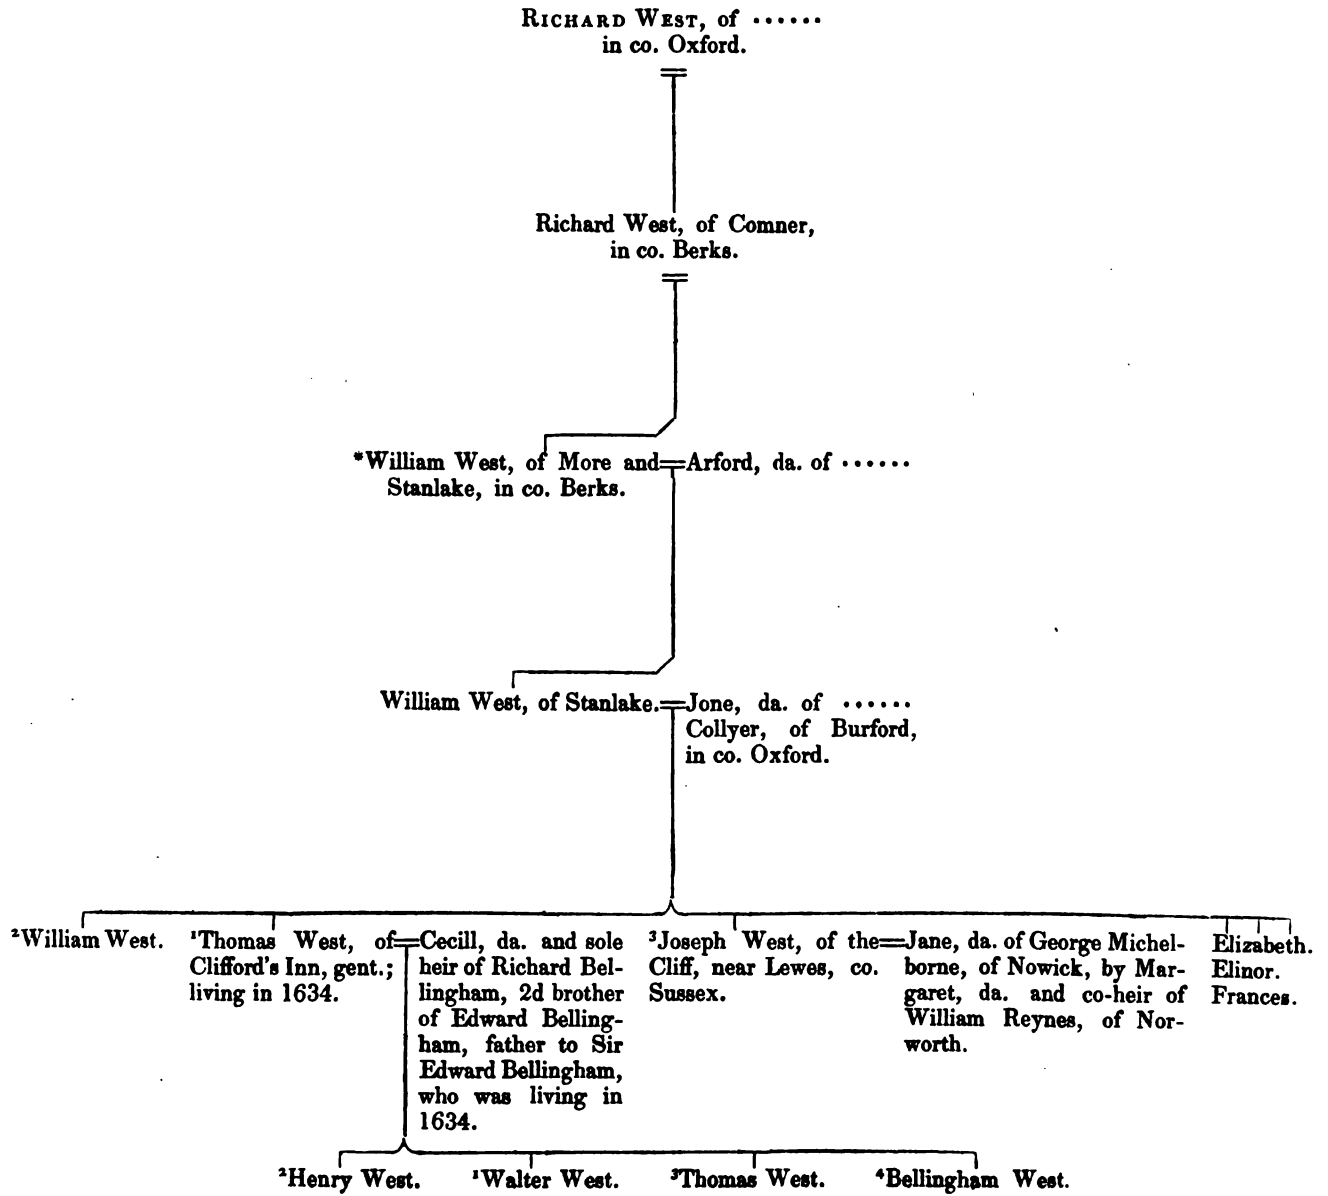 RICHARD WEST, of ······
in co. Oxford.
Richard West, of Comner,
in co. Berks.
*William West, of More and
Stanlake, in co. Berks.
Arford, da. of ······
William West, of Stanlake.
Jone, da. of ······
Collyer, of Burford,
in co. Oxford.
²William West.
¹Thomas West, of
Clifford's Inn, gent.;
living in 1634.
Cecill, da. and sole
heir of Richard Bel-
lingham, 2d brother
of Edward Belling-
ham, father to Sir
Edward Bellingham,
who was living in
1634.
³Joseph West, of the
Cliff, near Lewes, co.
Sussex.
Jane, da. of George Michel-
borne, of Nowick, by Mar-
garet, da. and co-heir of
William Reynes, of Nor-
worth.
Elizabeth.
Elinor.
Frances.
²Henry West.
¹Walter West.
³Thomas West.
⁴Bellingham West.